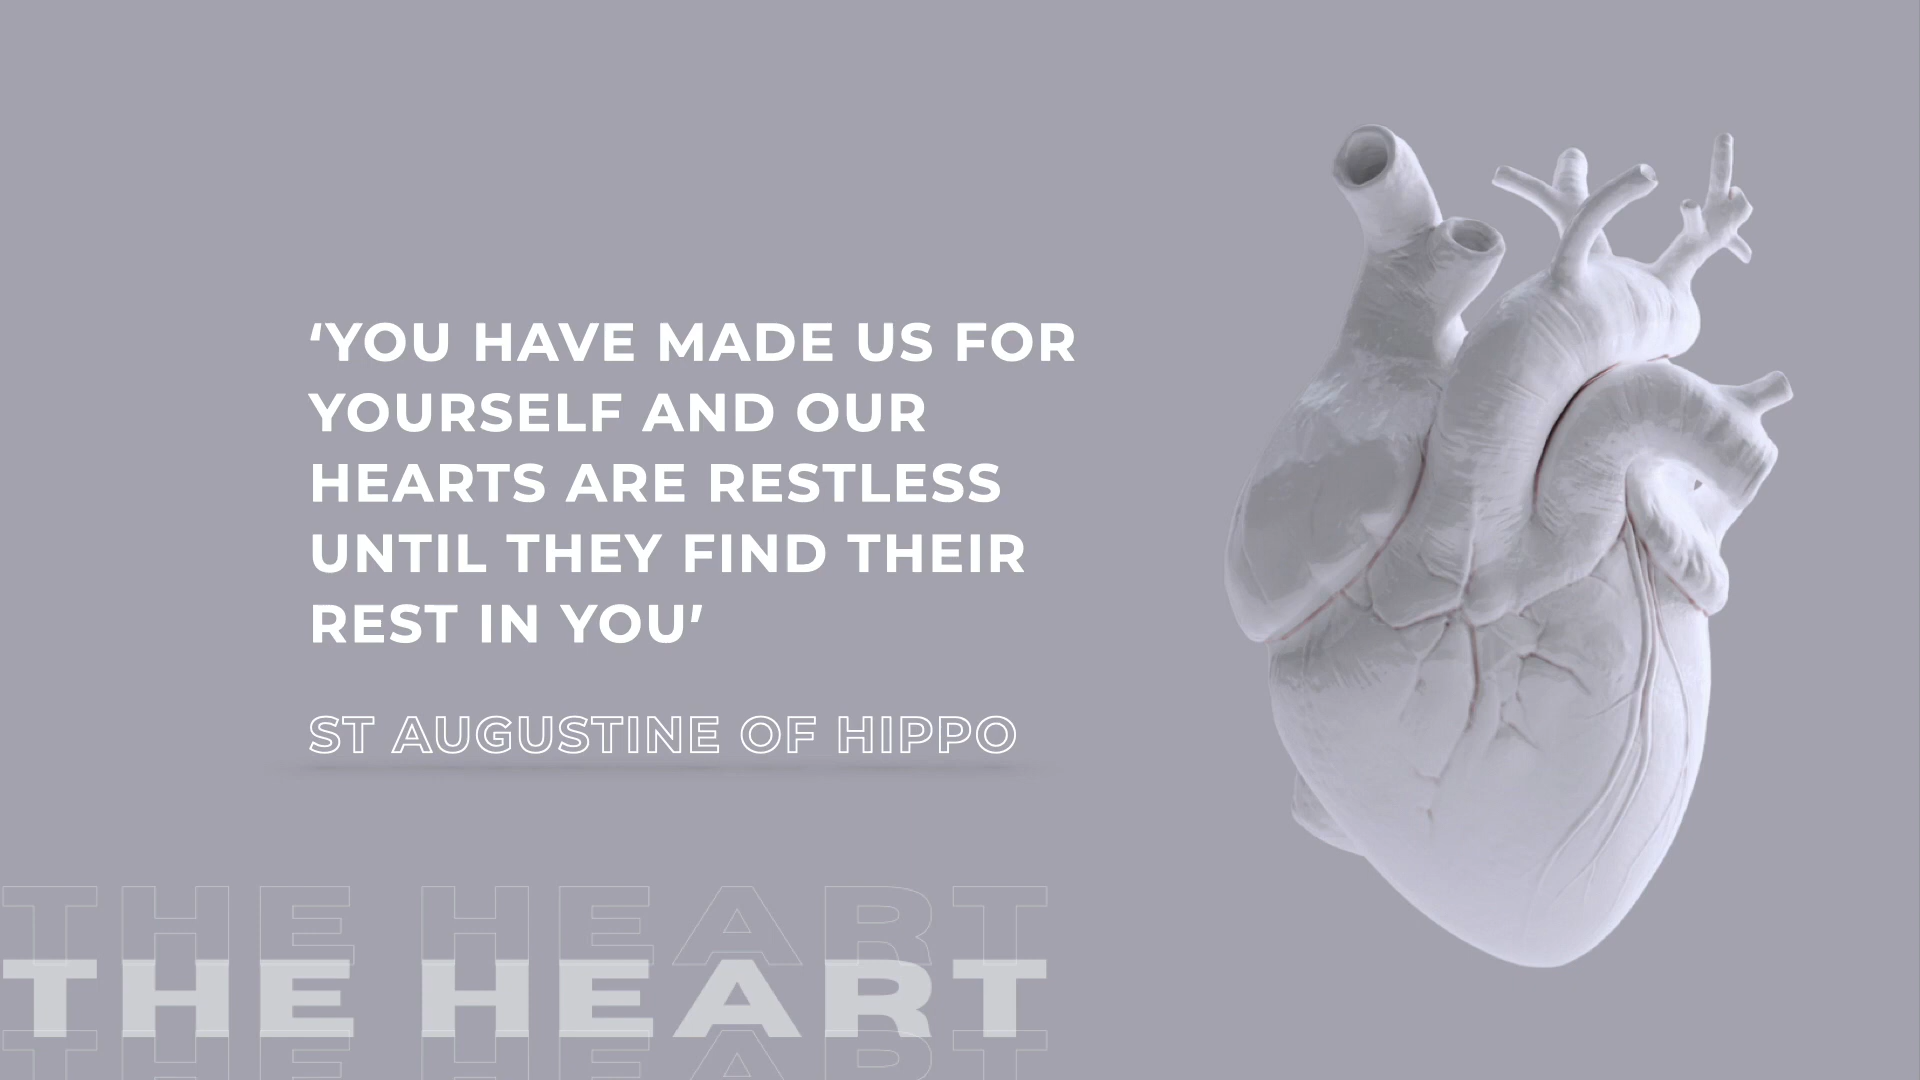 ‘YOU HAVE MADE US FOR
YOURSELF AND OUR
HEARTS ARE RESTLESS
UNTIL THEY FIND THEIR
REST IN YOU’
ST AUGUSTINE OF HIPPO
THE HEART
THE HEART
THE HEART